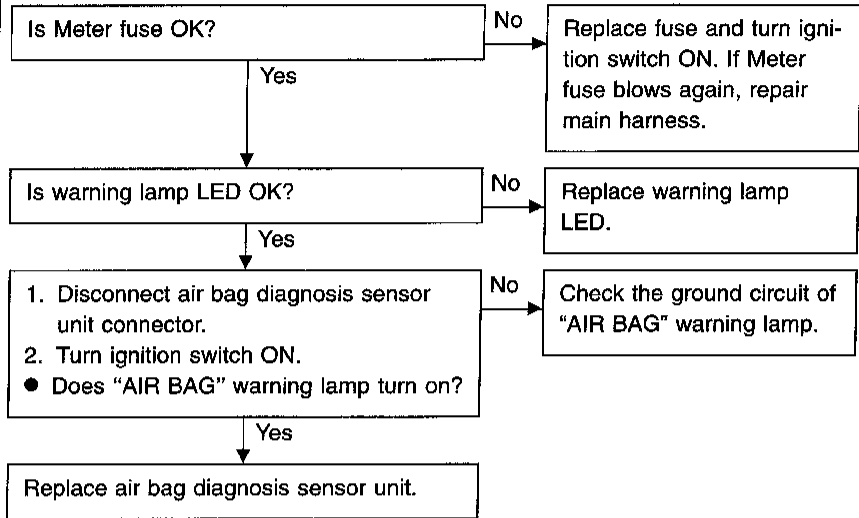 Is Meter fuse OK?
No
Replace fuse and turn igni-
tion switch ON. If Meter
fuse blows again, repair
main harness.
Yes
Is warning lamp LED OK?
No
Replace warning lamp
LED.
Yes
1. Disconnect air bag diagnosis sensor
unit connector.
2. Turn ignition switch ON.
● Does “AIR BAG” warning lamp turn on?
No
Check the ground circuit of
“AIR BAG” warning lamp.
Yes
Replace air bag diagnosis sensor unit.